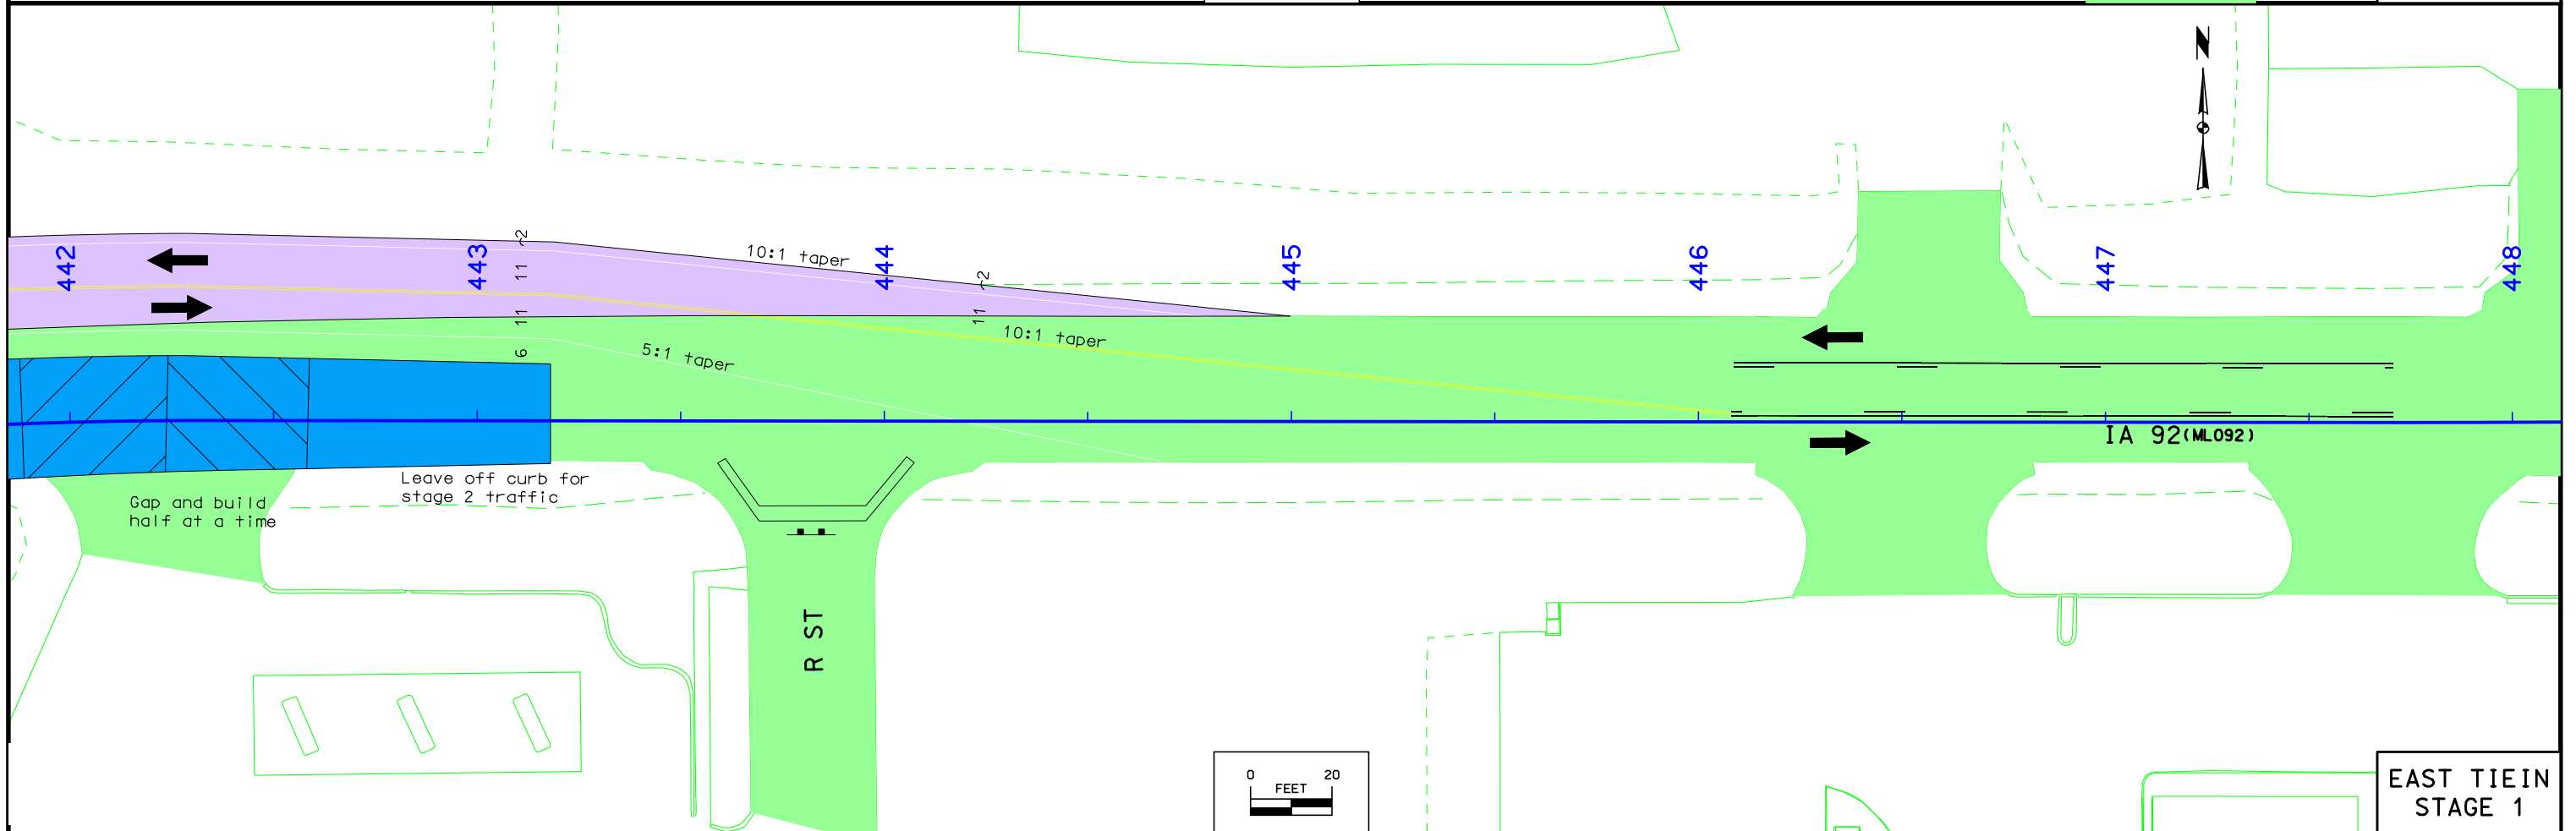 N
442
443
444
445
446
447
448
2
11
11
6
10:1 taper
2
11
10:1 taper
5:1 taper
IA 92(ML092)
Gap and build
half at a time
Leave off curb for
stage 2 traffic
R ST
0 20
FEET
EAST TIEIN
STAGE 1